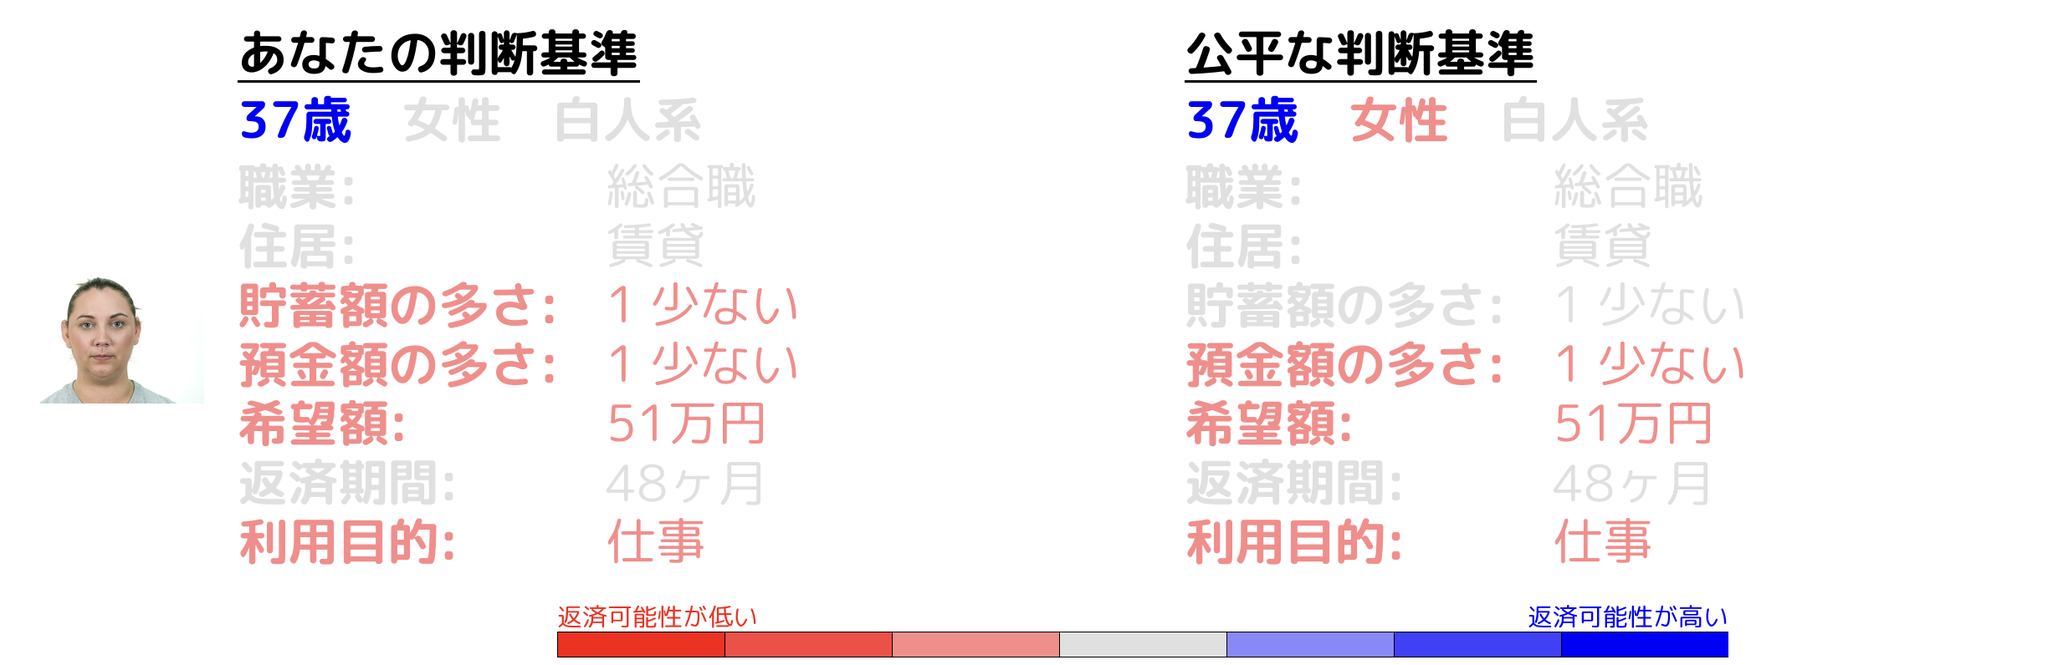 あなたの判断基準
37歳 女性 白人系
職業: 総合職
住居: 賃貸
貯蓄額の多さ: 1 少ない
預金額の多さ: 1 少ない
希望額: 51万円
返済期間: 48ヶ月
利用目的: 仕事
公平な判断基準
37歳 女性 白人系
職業: 総合職
住居: 賃貸
貯蓄額の多さ: 1 少ない
預金額の多さ: 1 少ない
希望額: 51万円
返済期間: 48ヶ月
利用目的: 仕事
返済可能性が低い
返済可能性が高い